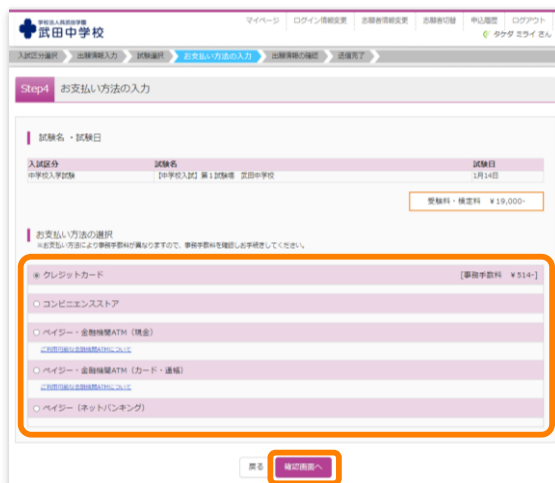 マイページ ログイン情報変更 志願者情報変更 志願者切替 申込履歴 ログアウト
学校法人武田学園
武田中学校
タケダ ミライ さん
入試区分選択 出願情報入力 試験選択 お支払い方法の入力 出願情報の確認 送信完了
Step4 お支払い方法の入力
試験名・試験日
入試区分 試験名 試験日
中学校入学試験 【中学校入試】第1試験場 武田中学校 1月14日
受験料・検定料 ¥19,000-
お支払い方法の選択
※お支払い方法により事務手数料が異なりますので、事務手数料を確認しお手続きしてください。
クレジットカード [事務手数料 ¥514-]
コンビニエンスストア
ペイジー・金融機関ATM(現金)
ご利用可能な金融機関ATMについて
ペイジー・金融機関ATM(カード・通帳)
ご利用可能な金融機関ATMについて
ペイジー(ネットバンキング)
戻る 確認画面へ